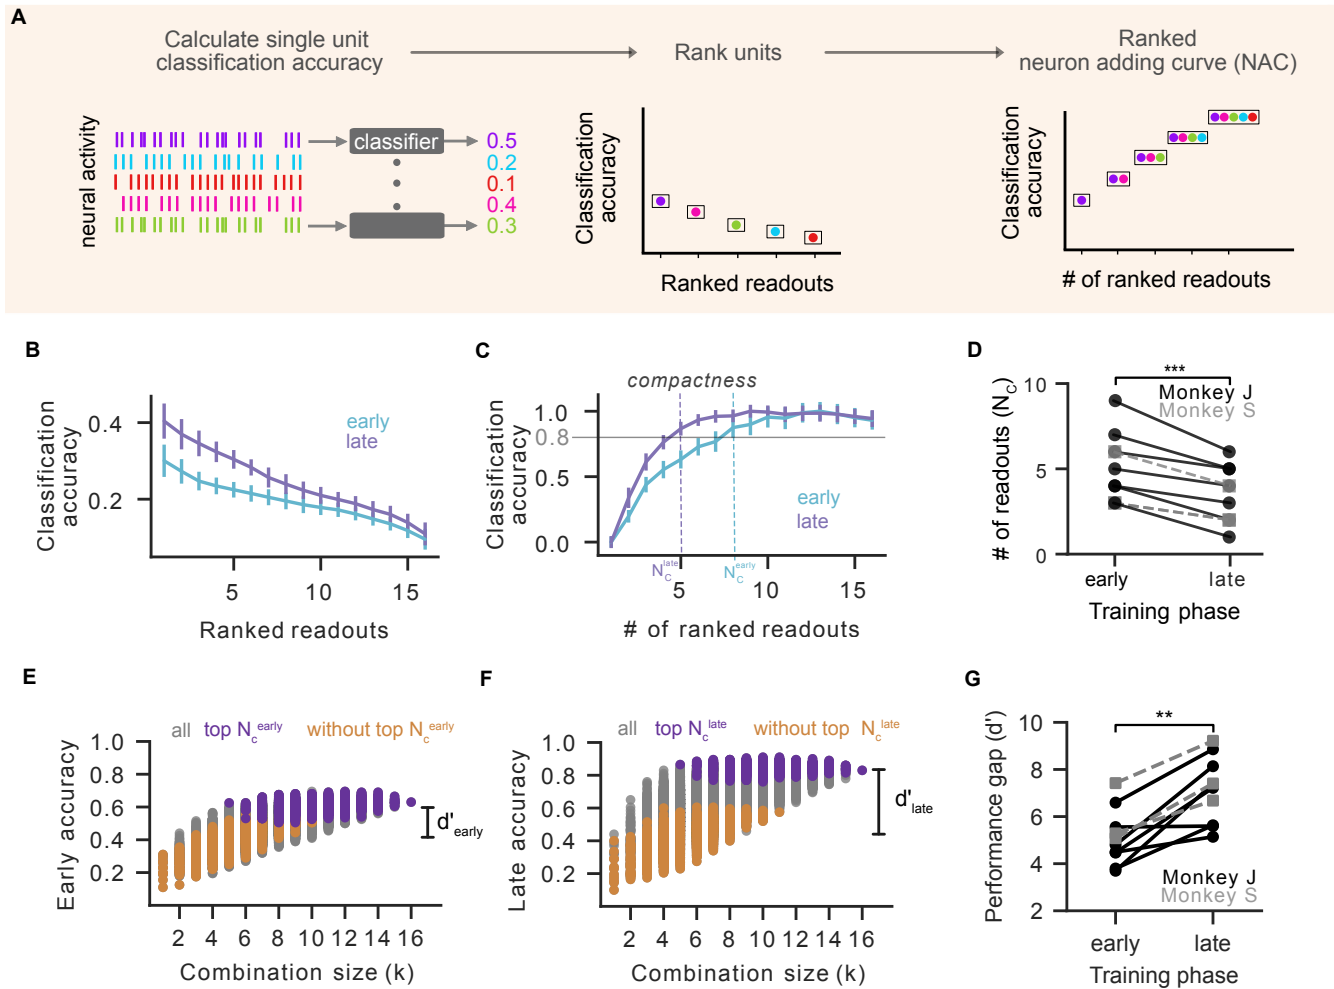 A
Calculate single unit
classification accuracy
Rank units
Ranked
neuron adding curve (NAC)
neural activity
classifier
0.5
0.2
0.1
0.4
0.3
Classification
accuracy
Ranked readouts
Classification
accuracy
# of ranked readouts
B
Classification
accuracy
0.4
0.2
early
late
5
10
15
Ranked readouts
C
compactness
Classification
accuracy
1.0
0.8
0.5
0.0
early
late
N_C^late
N_C^early
5
10
15
# of ranked readouts
D
# of readouts (N_C)
10
5
0
***
Monkey J
Monkey S
early
late
Training phase
E
all top N_c^early without top N_c^early
Early accuracy
1.0
0.8
0.6
0.4
0.2
d'_early
2 4 6 8 10 12 14 16
Combination size (k)
F
all top N_c^late without top N_c^late
Late accuracy
1.0
0.8
0.6
0.4
0.2
d'_late
2 4 6 8 10 12 14 16
Combination size (k)
G
Performance gap (d')
10
8
6
4
2
**
Monkey J
Monkey S
early
late
Training phase